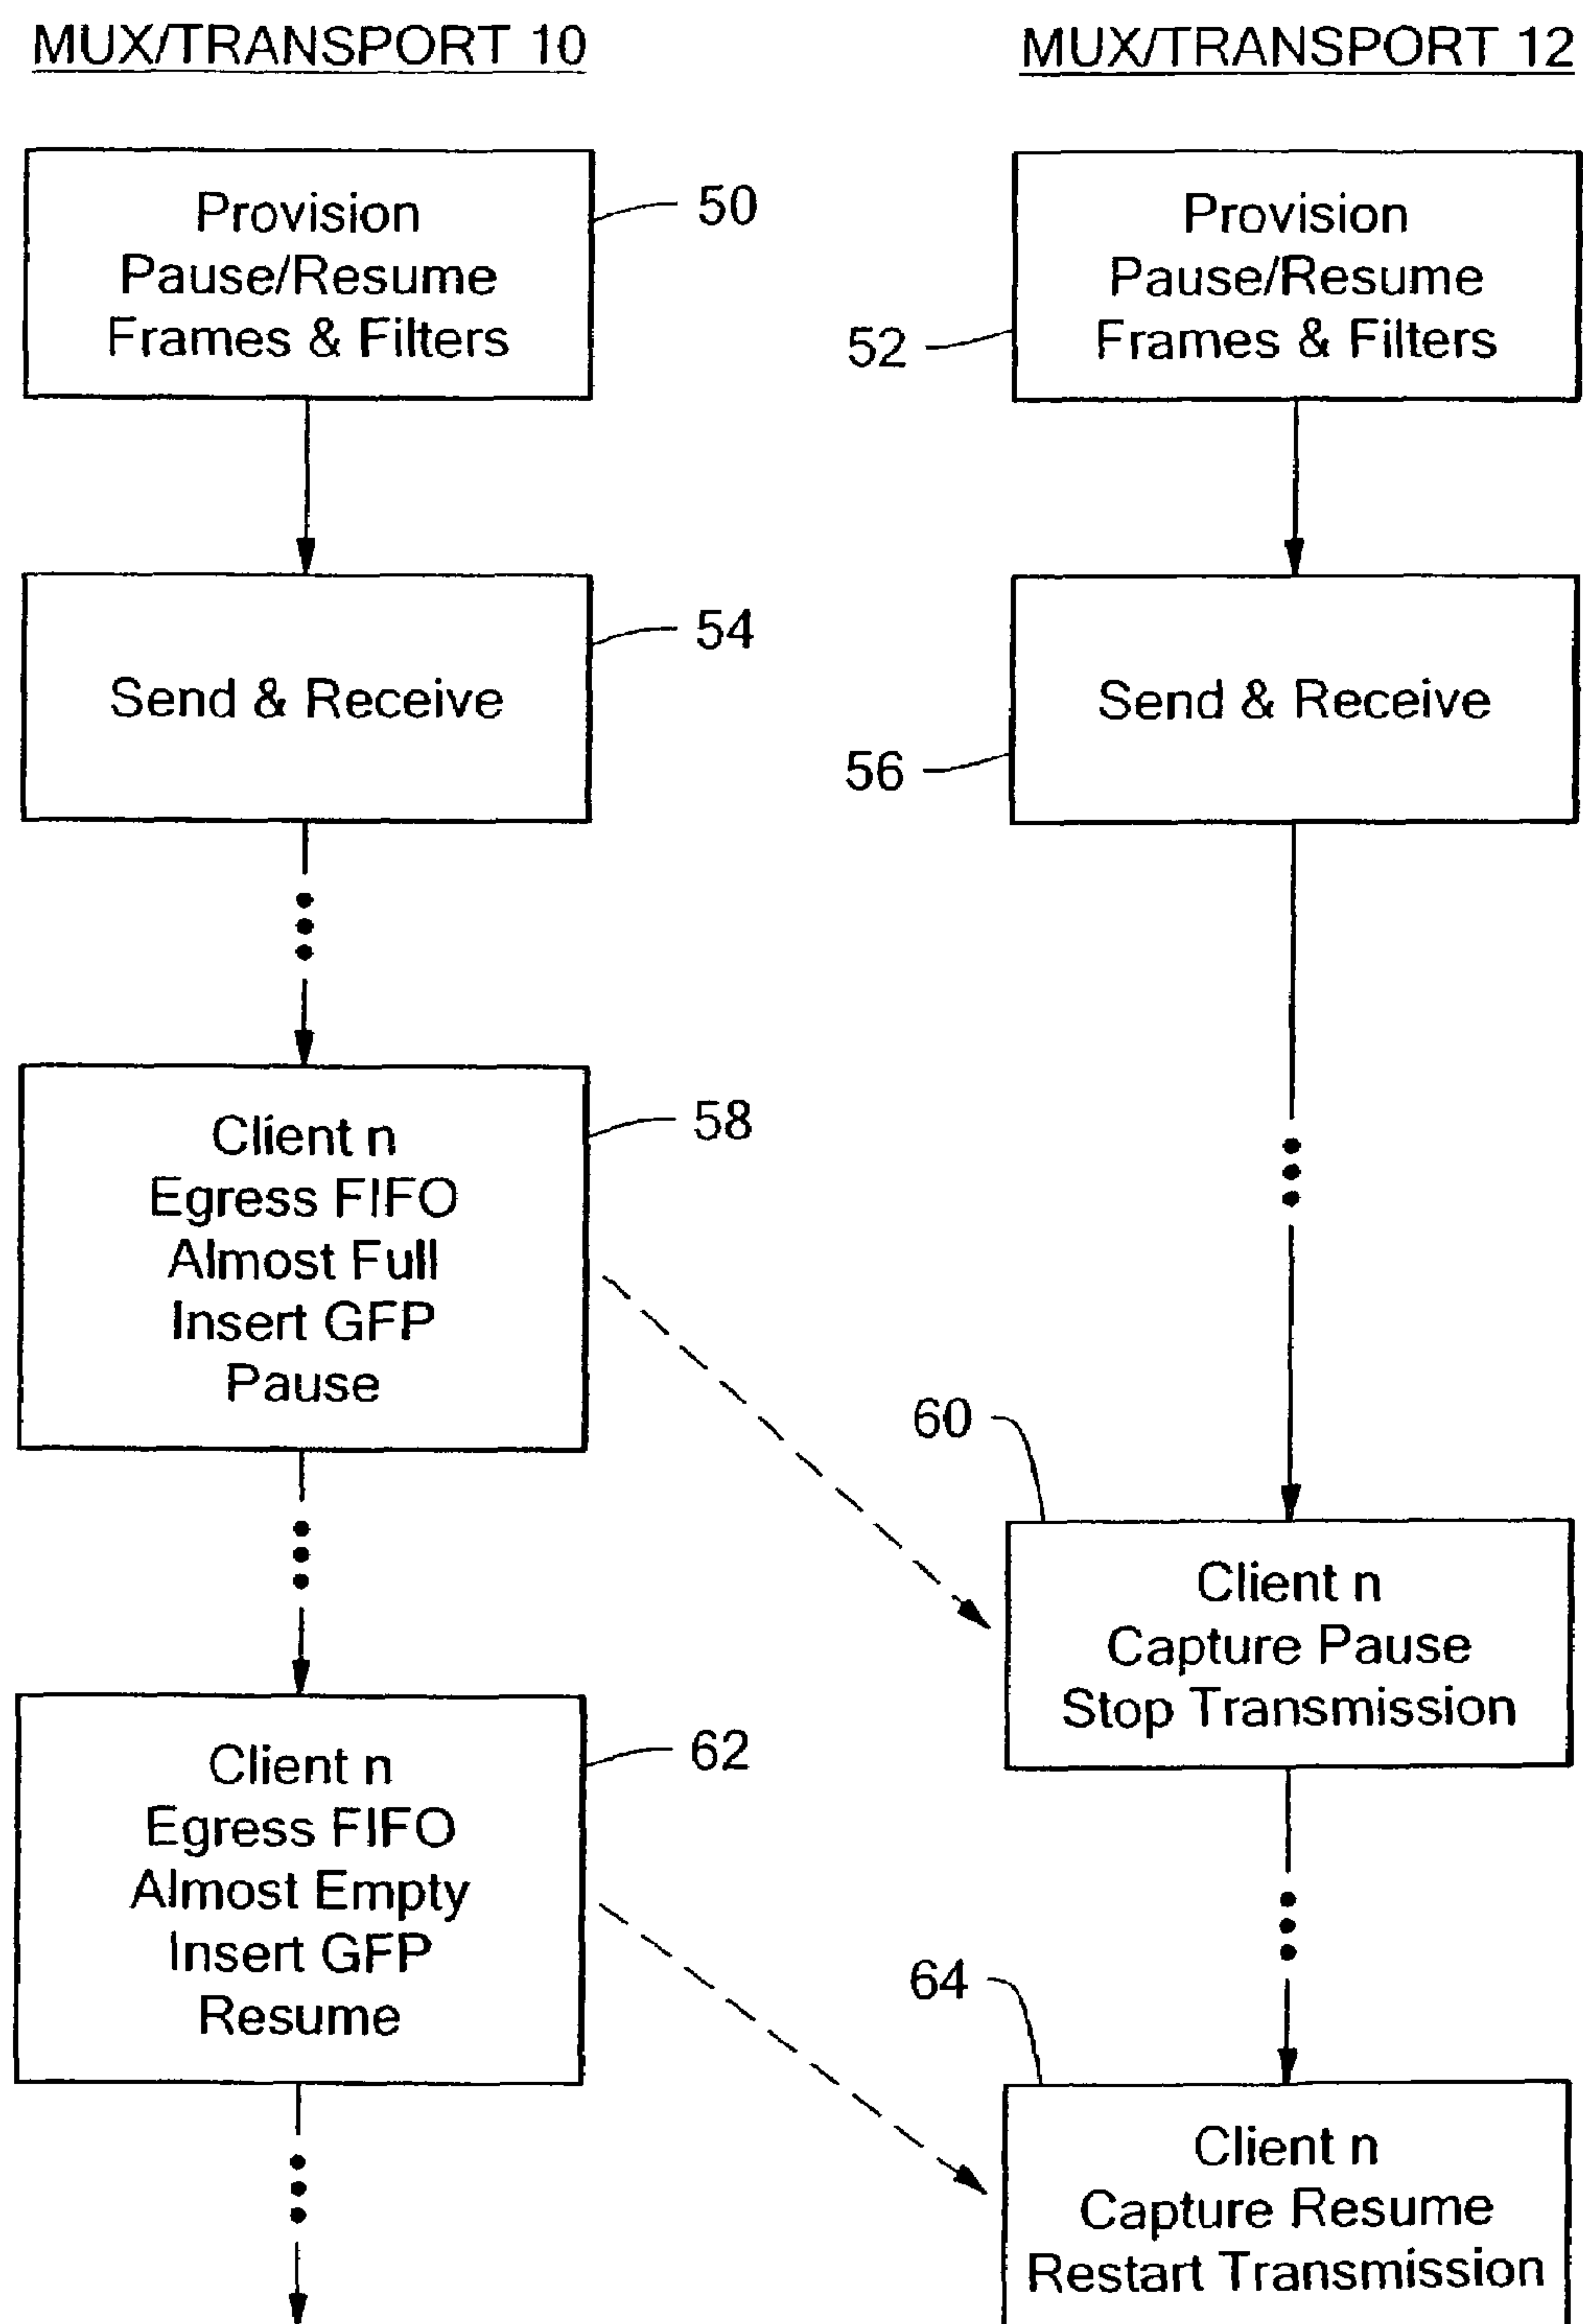 MUX/TRANSPORT 10
MUX/TRANSPORT 12
Provision
Pause/Resume
Frames & Filters
50
Provision
Pause/Resume
Frames & Filters
52
Send & Receive
54
Send & Receive
56
Client n
Egress FIFO
Almost Full
Insert GFP
Pause
58
60
Client n
Capture Pause
Stop Transmission
Client n
Egress FIFO
Almost Empty
Insert GFP
Resume
62
64
Client n
Capture Resume
Restart Transmission